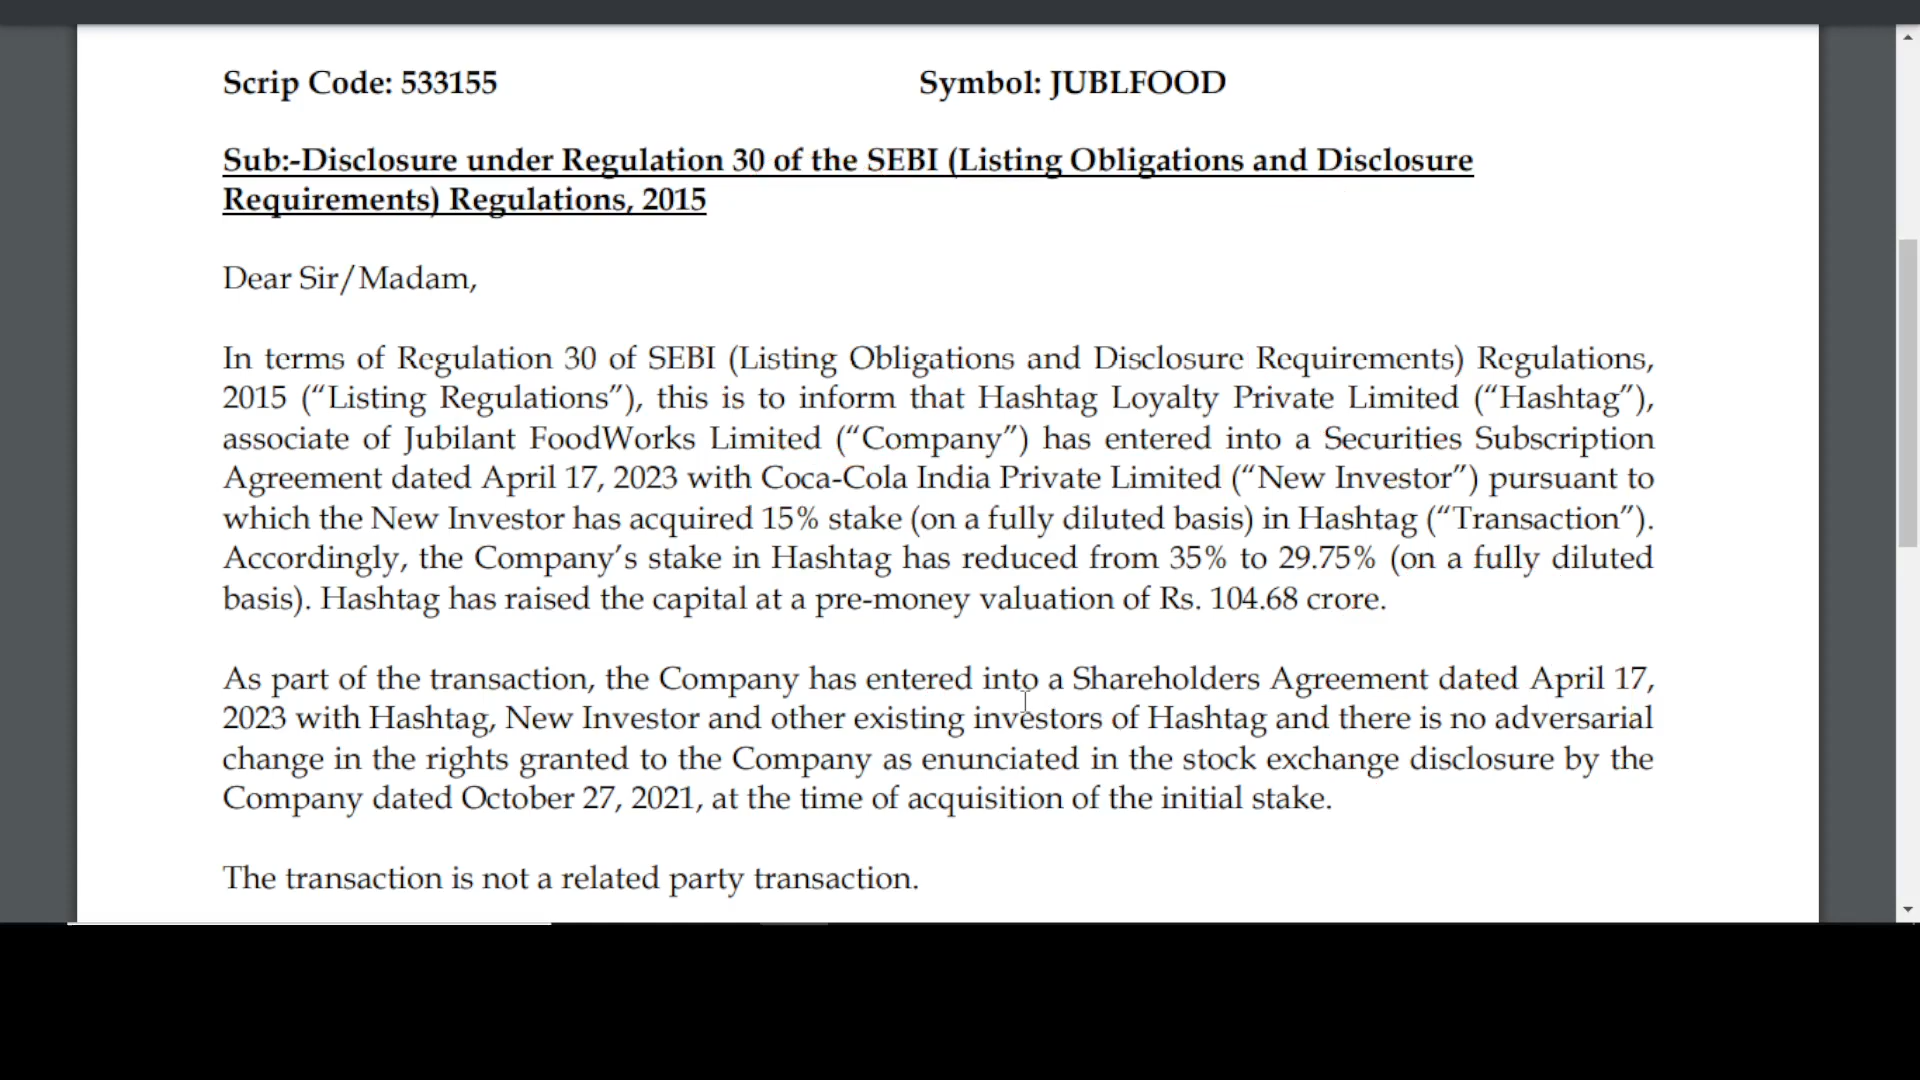 Scrip Code: 533155 Symbol: JUBLFOOD
Sub:-Disclosure under Regulation 30 of the SEBI (Listing Obligations and Disclosure
Requirements) Regulations, 2015
Dear Sir/Madam,
In terms of Regulation 30 of SEBI (Listing Obligations and Disclosure Requirements) Regulations,
2015 (“Listing Regulations”), this is to inform that Hashtag Loyalty Private Limited (“Hashtag”),
associate of Jubilant FoodWorks Limited (“Company”) has entered into a Securities Subscription
Agreement dated April 17, 2023 with Coca-Cola India Private Limited (“New Investor”) pursuant to
which the New Investor has acquired 15% stake (on a fully diluted basis) in Hashtag (“Transaction”).
Accordingly, the Company’s stake in Hashtag has reduced from 35% to 29.75% (on a fully diluted
basis). Hashtag has raised the capital at a pre-money valuation of Rs. 104.68 crore.
As part of the transaction, the Company has entered into a Shareholders Agreement dated April 17,
2023 with Hashtag, New Investor and other existing investors of Hashtag and there is no adversarial
change in the rights granted to the Company as enunciated in the stock exchange disclosure by the
Company dated October 27, 2021, at the time of acquisition of the initial stake.
The transaction is not a related party transaction.